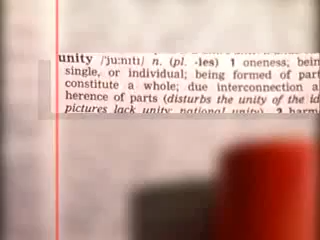 unity /'ju:nɪtɪ/ n. (pl. -ies) 1 oneness; bein
single, or individual; being formed of part
constitute a whole; due interconnection a
herence of parts (disturbs the unity of the id
pictures lack unity; national unity) 2 harm